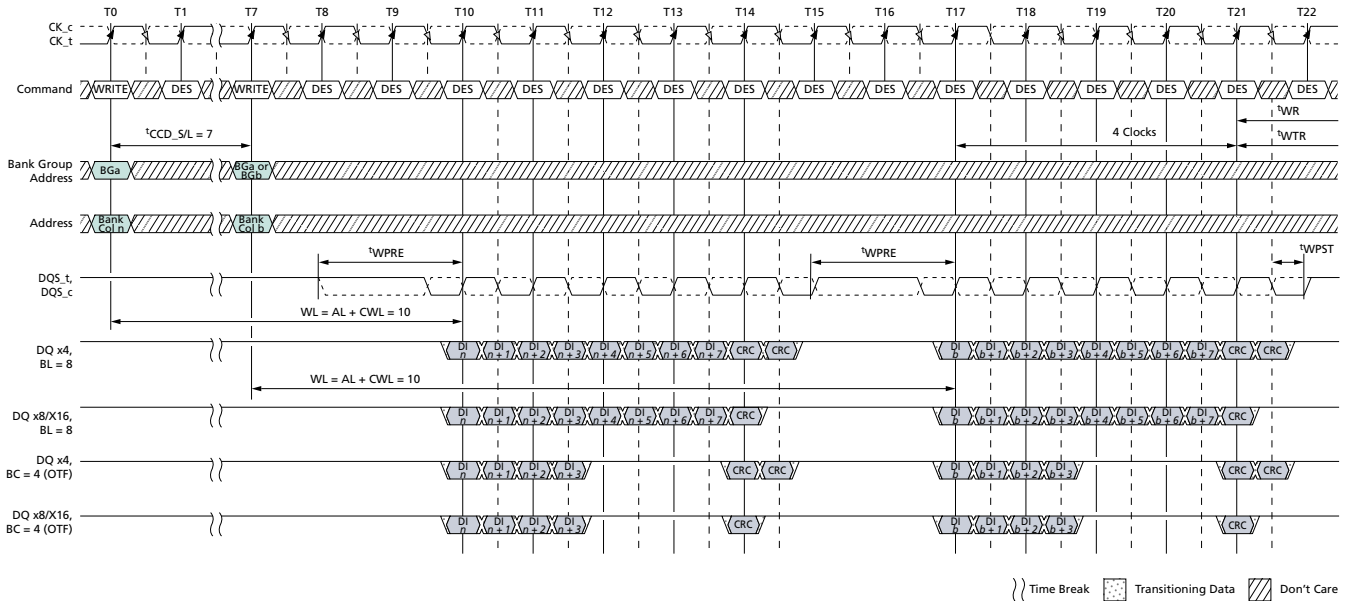 T0 T1 T7 T8 T9 T10 T11 T12 T13 T14 T15 T16 T17 T18 T19 T20 T21 T22
CK_c
CK_t
Command WRITE DES WRITE DES DES DES DES DES DES DES DES DES DES DES DES DES DES DES
tWR
tCCD_S/L = 7
4 Clocks
tWTR
Bank Group
Address
BGa
BGa or
BGb
Address
Bank
Col n
Bank
Col b
tWPRE tWPRE tWPST
DQS_t,
DQS_c
WL = AL + CWL = 10
DQ x4,
BL = 8
DI n DI n + 1 DI n + 2 DI n + 3 DI n + 4 DI n + 5 DI n + 6 DI n + 7 CRC CRC DI b DI b + 1 DI b + 2 DI b + 3 DI b + 4 DI b + 5 DI b + 6 DI b + 7 CRC CRC
WL = AL + CWL = 10
DQ x8/X16,
BL = 8
DI n DI n + 1 DI n + 2 DI n + 3 DI n + 4 DI n + 5 DI n + 6 DI n + 7 CRC DI b DI b + 1 DI b + 2 DI b + 3 DI b + 4 DI b + 5 DI b + 6 DI b + 7 CRC
DQ x4,
BC = 4 (OTF)
DI n DI n + 1 DI n + 2 DI n + 3 CRC CRC DI b DI b + 1 DI b + 2 DI b + 3 CRC CRC
DQ x8/X16,
BC = 4 (OTF)
DI n DI n + 1 DI n + 2 DI n + 3 CRC DI b DI b + 1 DI b + 2 DI b + 3 CRC
Time Break Transitioning Data Don't Care